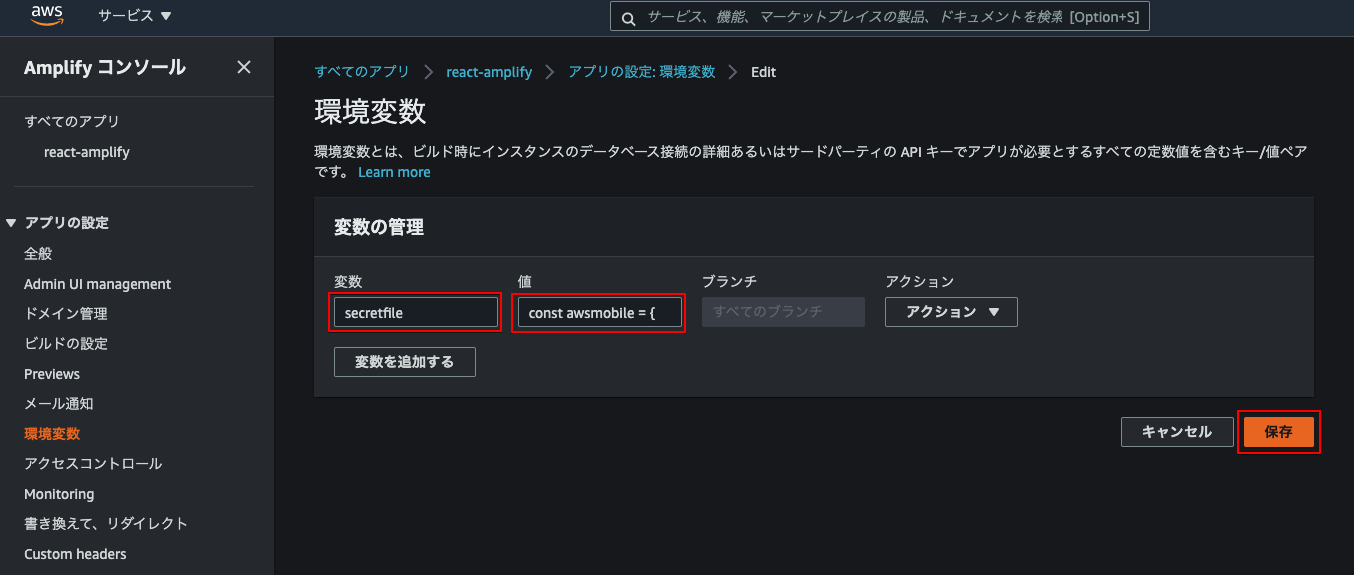 aws サービス ▼ サービス、機能、マーケットプレイスの製品、ドキュメントを検索 [Option+S]
Amplify コンソール
すべてのアプリ
react-amplify
▼ アプリの設定
全般
Admin UI management
ドメイン管理
ビルドの設定
Previews
メール通知
環境変数
アクセスコントロール
Monitoring
書き換えて、リダイレクト
Custom headers
すべてのアプリ > react-amplify > アプリの設定: 環境変数 > Edit
環境変数
環境変数とは、ビルド時にインスタンスのデータベース接続の詳細あるいはサードパーティの API キーでアプリが必要とするすべての定数値を含むキー/値ペア
です。 Learn more
変数の管理
変数 値 ブランチ アクション
secretfile const awsmobile = { すべてのブランチ アクション ▼
変数を追加する
キャンセル 保存